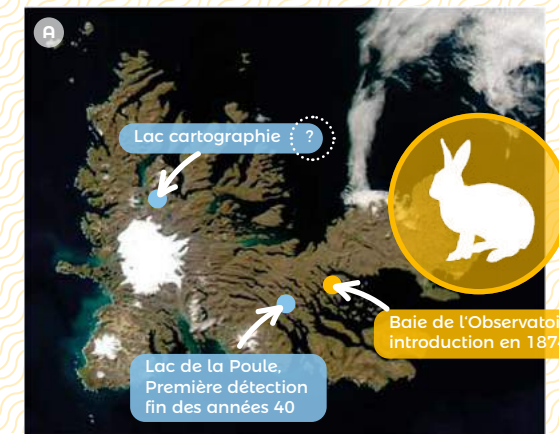 A
Lac cartographie ?
Baie de l'Observatoi
introduction en 187
Lac de la Poule,
Première détection
fin des années 40